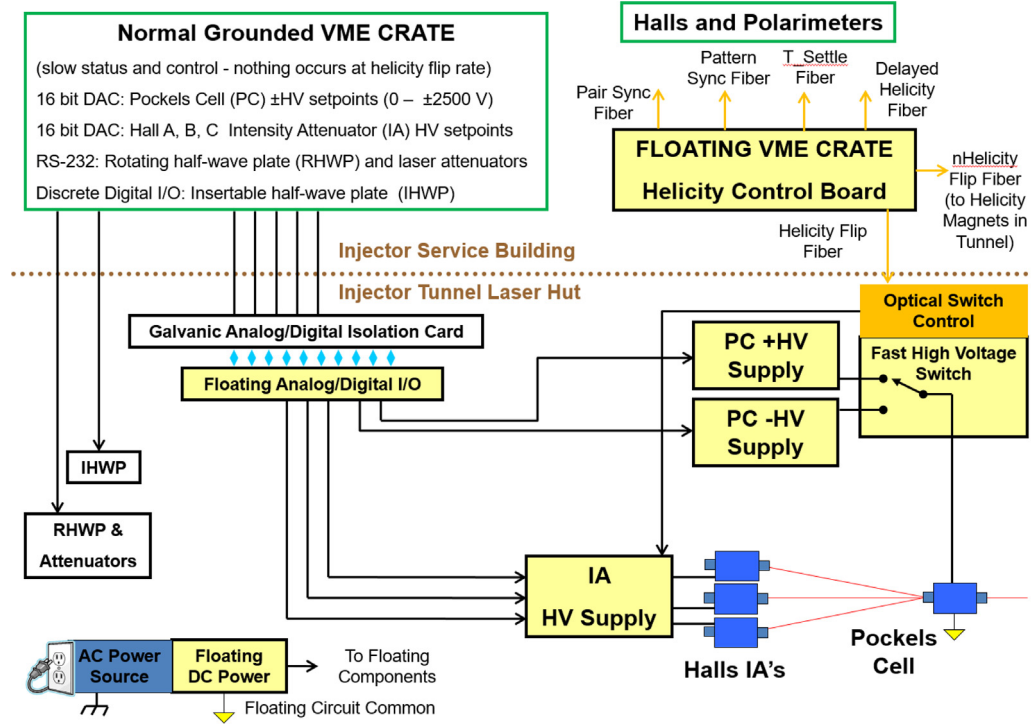 Normal Grounded VME CRATE
(slow status and control - nothing occurs at helicity flip rate)
16 bit DAC: Pockels Cell (PC) ±HV setpoints (0 – ±2500 V)
16 bit DAC: Hall A, B, C Intensity Attenuator (IA) HV setpoints
RS-232: Rotating half-wave plate (RHWP) and laser attenuators
Discrete Digital I/O: Insertable half-wave plate (IHWP)
Halls and Polarimeters
Pair Sync
Fiber
Pattern
Sync Fiber
T_Settle
Fiber
Delayed
Helicity
Fiber
FLOATING VME CRATE
Helicity Control Board
nHelicity
Flip Fiber
(to Helicity
Magnets in
Tunnel)
Helicity Flip
Fiber
Injector Service Building
Injector Tunnel Laser Hut
Galvanic Analog/Digital Isolation Card
Floating Analog/Digital I/O
Optical Switch
Control
Fast High Voltage
Switch
PC +HV
Supply
PC -HV
Supply
IHWP
RHWP &
Attenuators
IA
HV Supply
Halls IA's
Pockels
Cell
AC Power
Source
Floating
DC Power
To Floating
Components
Floating Circuit Common